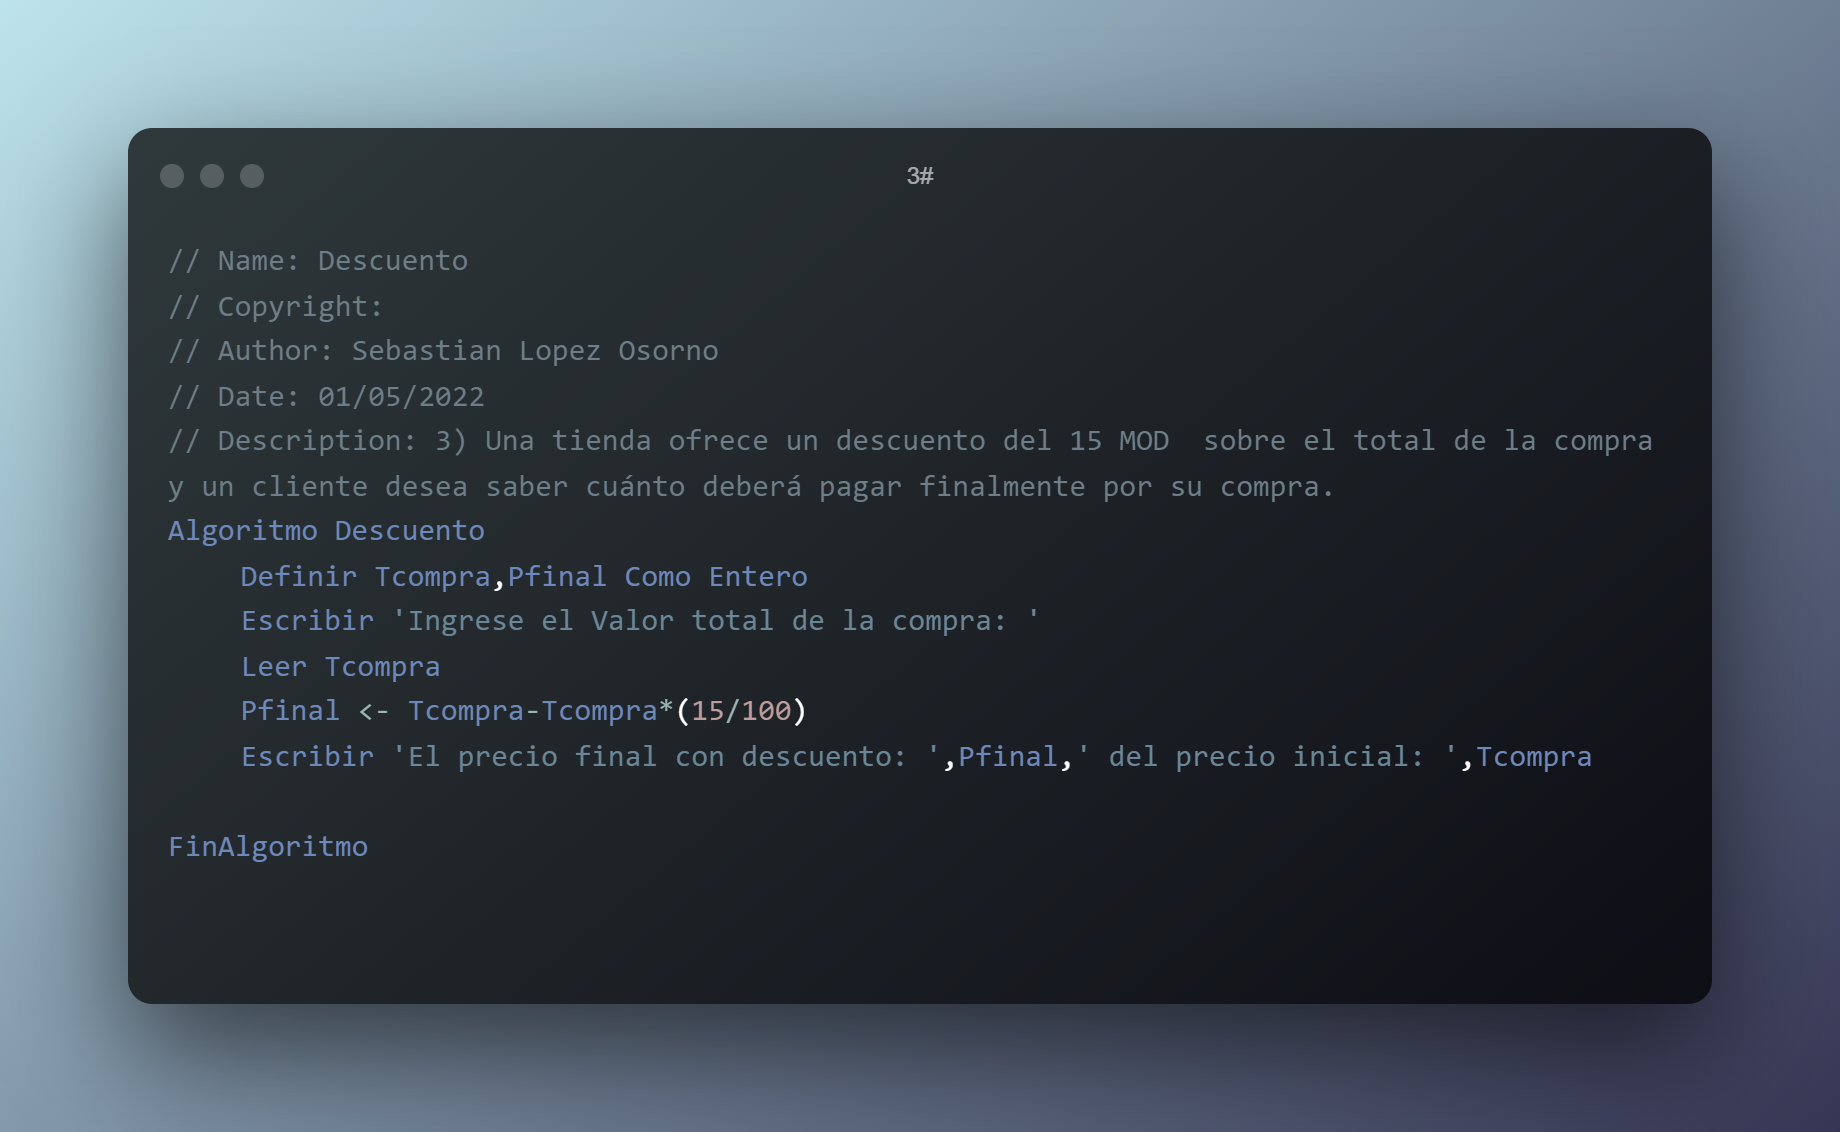 3#
// Name: Descuento
// Copyright:
// Author: Sebastian Lopez Osorno
// Date: 01/05/2022
// Description: 3) Una tienda ofrece un descuento del 15 MOD  sobre el total de la compra
y un cliente desea saber cuánto deberá pagar finalmente por su compra.
Algoritmo Descuento
    Definir Tcompra,Pfinal Como Entero
    Escribir 'Ingrese el Valor total de la compra: '
    Leer Tcompra
    Pfinal <- Tcompra-Tcompra*(15/100)
    Escribir 'El precio final con descuento: ',Pfinal,' del precio inicial: ',Tcompra
FinAlgoritmo